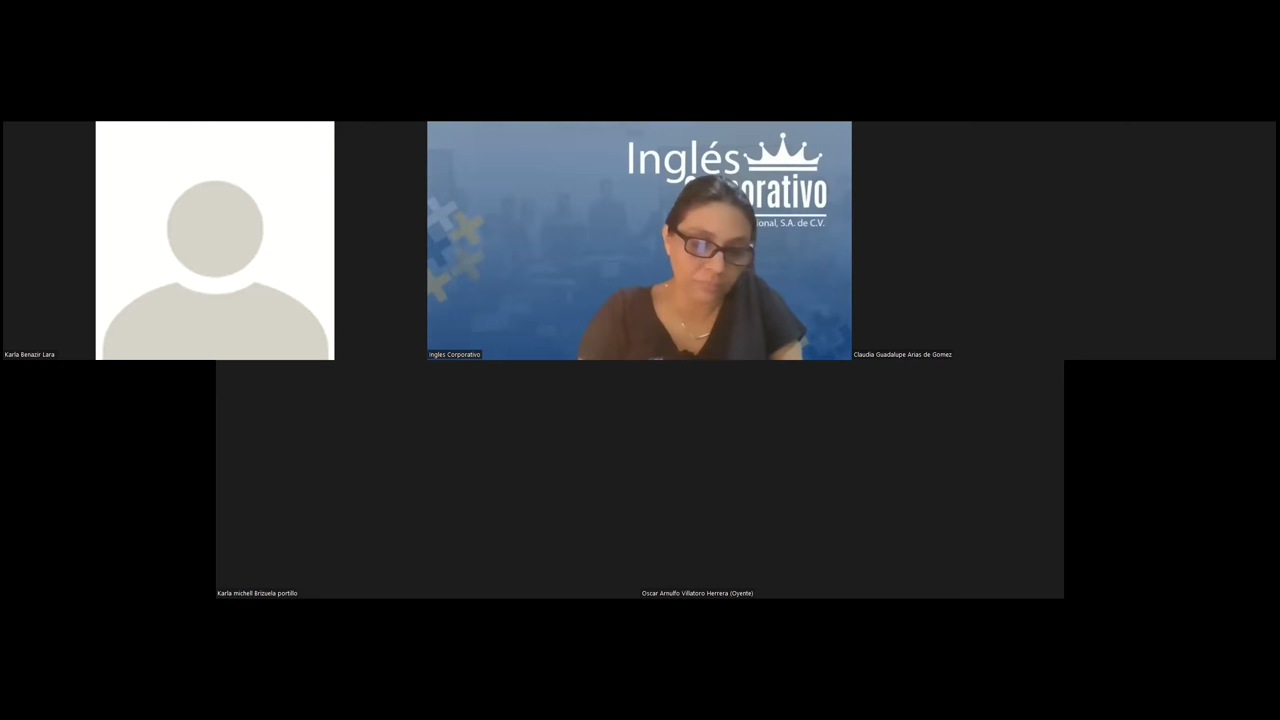 Inglés
orativo
ional, S.A. de C.V.
Karla Benazir Lara
Ingles Corporativo
Claudia Guadalupe Arias de Gomez
Karla michell Brizuela portillo
Oscar Arnulfo Villatoro Herrera (Oyente)